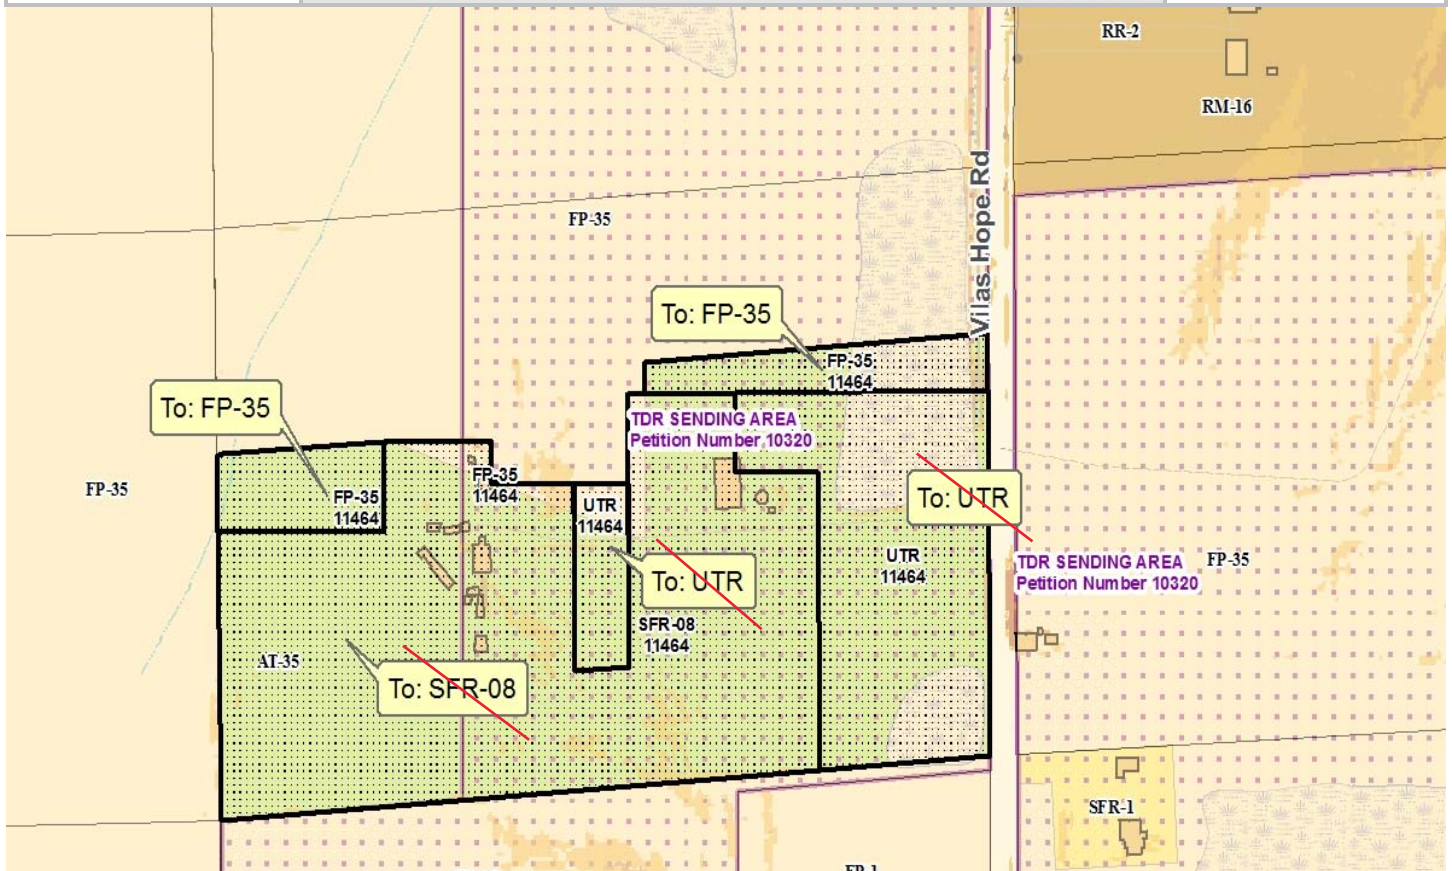 RR-2
RM-16
Vilas Hope Rd
FP-35
To: FP-35
FP-35
11464
To: FP-35
TDR SENDING AREA
Petition Number 10320
FP-35
11464
FP-35
FP-35
11464
UTR
11464
To: UTR
UTR
11464
TDR SENDING AREA
Petition Number 10320
FP-35
To: UTR
SFR-08
11464
AT-35
To: SFR-08
SFR-1
FP-1